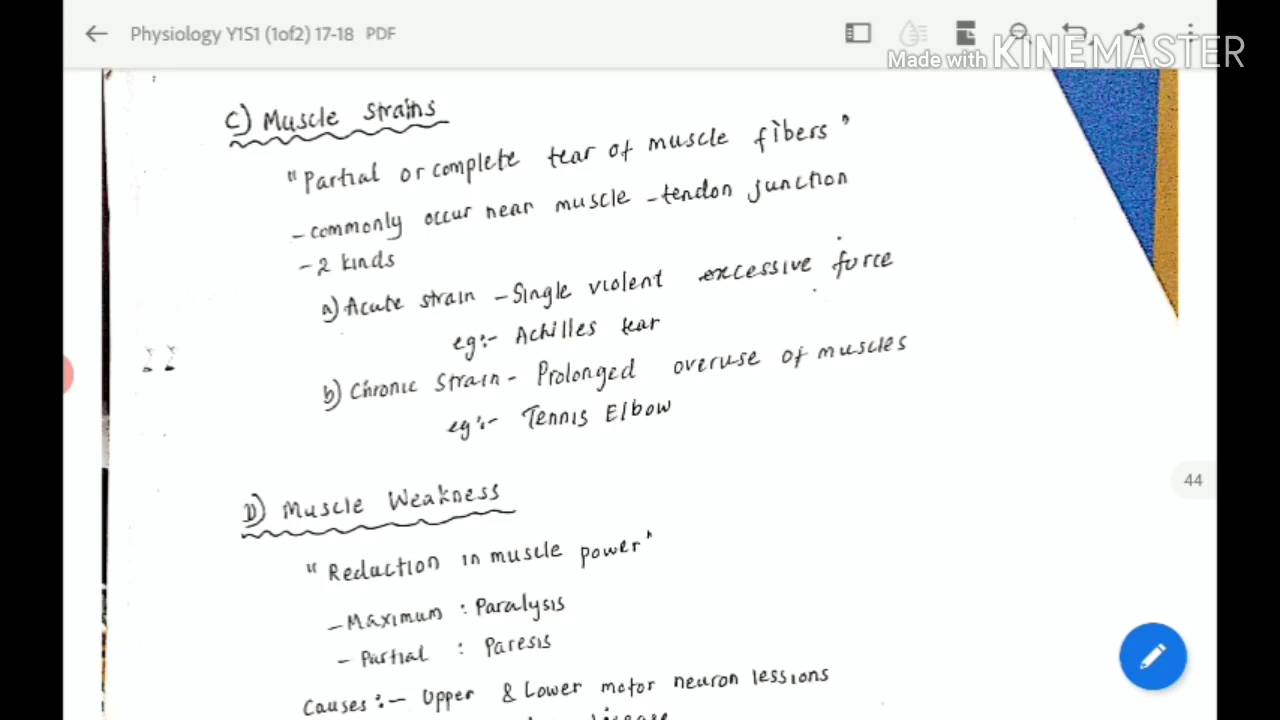 Physiology Y1S1 (1of2) 17-18 PDF
Made with KINEMASTER
C) Muscle Strains
"Partial or complete tear of muscle fibers"
- commonly occur near muscle - tendon junction
- 2 kinds
a) Acute strain - Single violent excessive force
eg:- Achilles tear
b) Chronic strain - Prolonged overuse of muscles
eg:- Tennis Elbow
44
D) Muscle Weakness
"Reduction in muscle power"
- Maximum : Paralysis
- Partial : Paresis
Causes :- Upper & Lower motor neuron lessions
disease